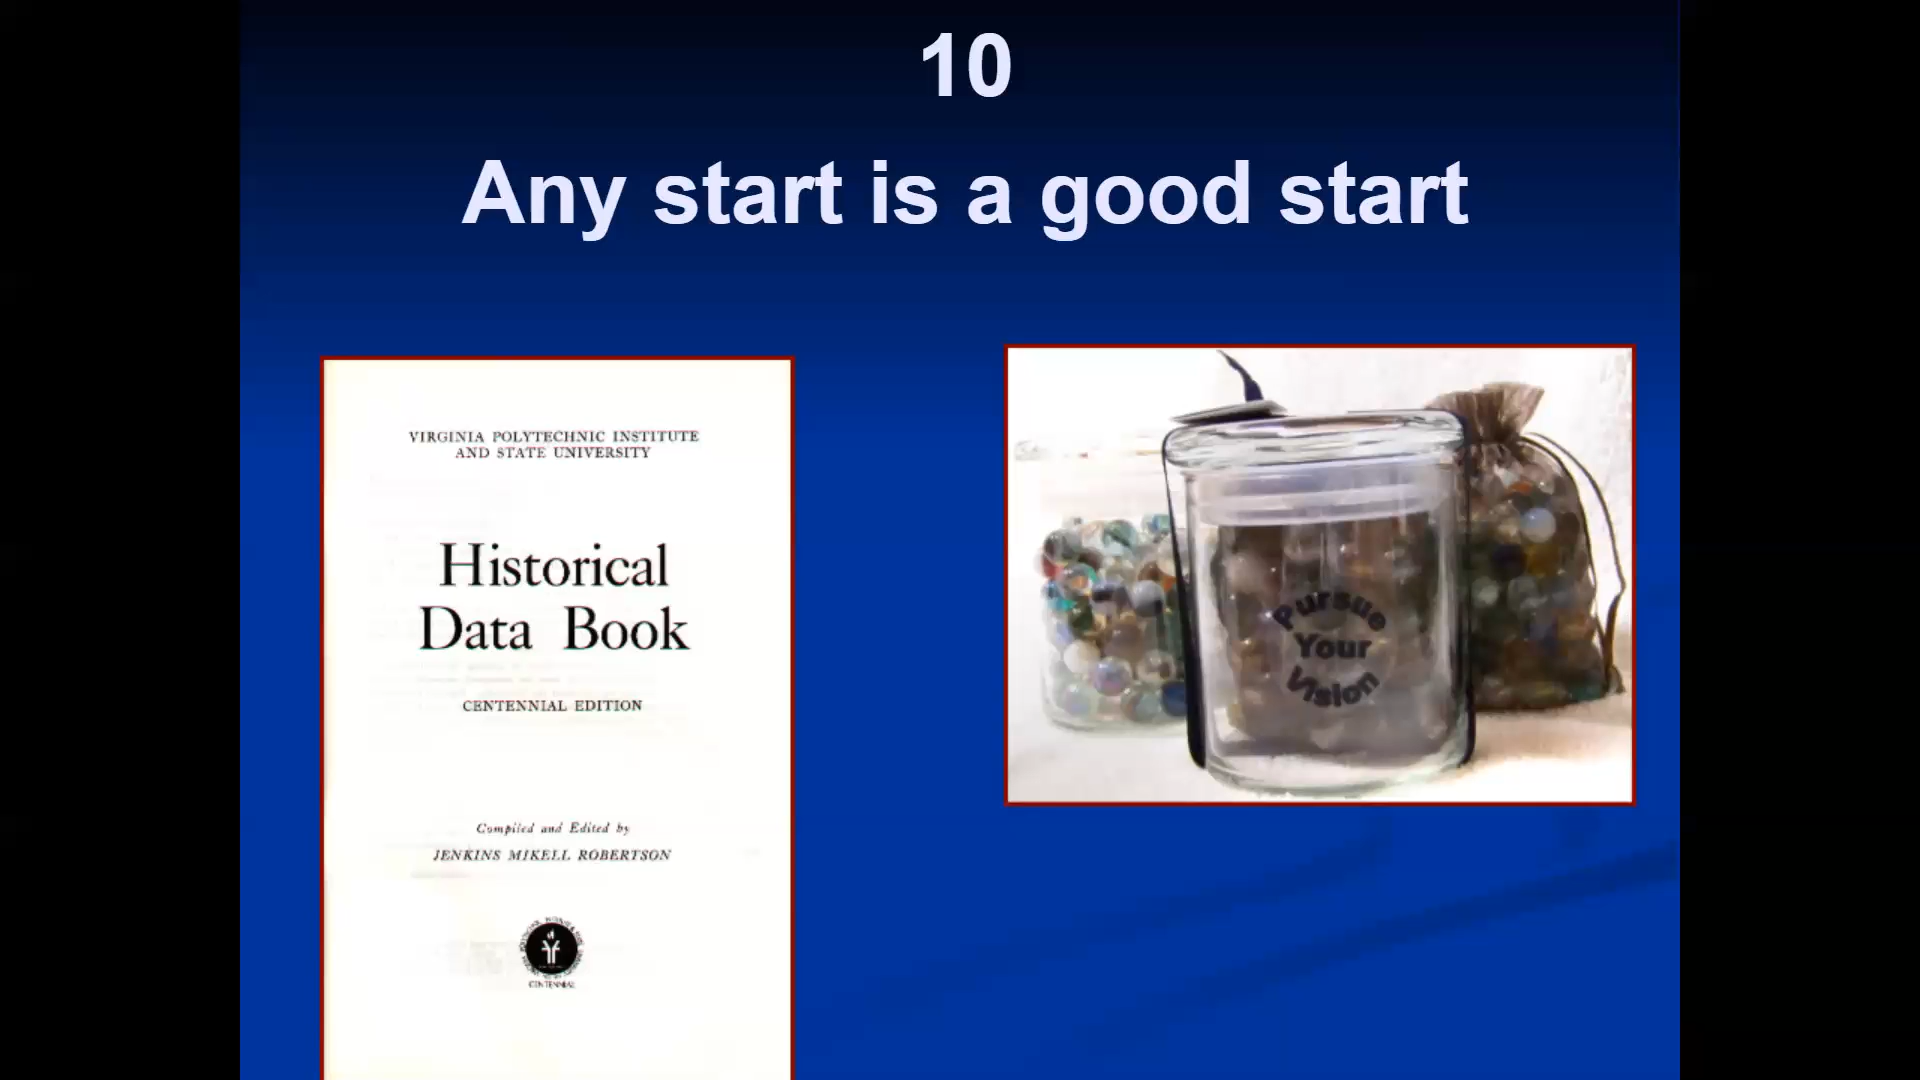 10
Any start is a good start
VIRGINIA POLYTECHNIC INSTITUTE
AND STATE UNIVERSITY
Historical
Data Book
CENTENNIAL EDITION
Compiled and Edited by
JENKINS MIKELL ROBERTSON
CENTENNIAL
Pursue
Your
Vision